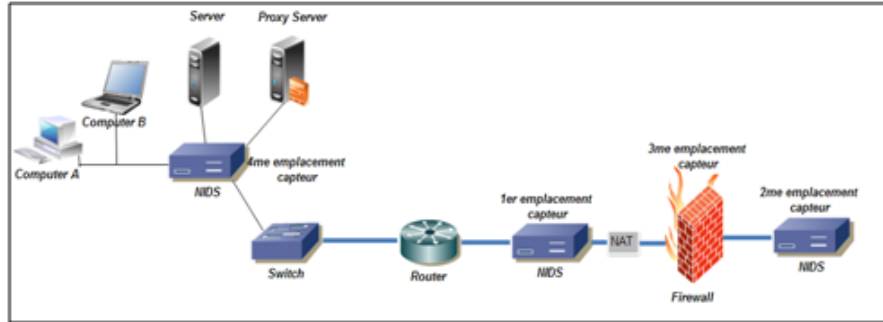 Server
Proxy Server
Computer B
Computer A
4me emplacement
capteur
NIDS
Switch
Router
1er emplacement
capteur
NIDS
NAT
3me emplacement
capteur
Firewall
2me emplacement
capteur
NIDS